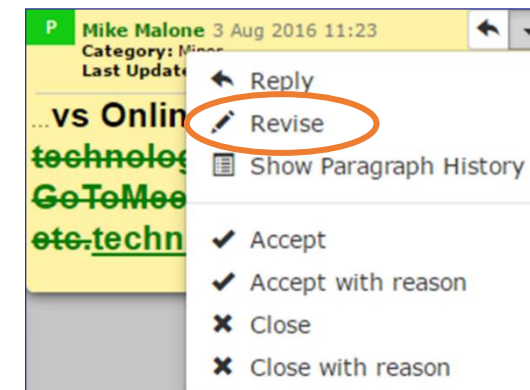 P Mike Malone 3 Aug 2016 11:23
Category: Minor
Last Update
...vs Onlin
technolog
GoToMee
etc.techn
Reply
Revise
Show Paragraph History
Accept
Accept with reason
Close
Close with reason